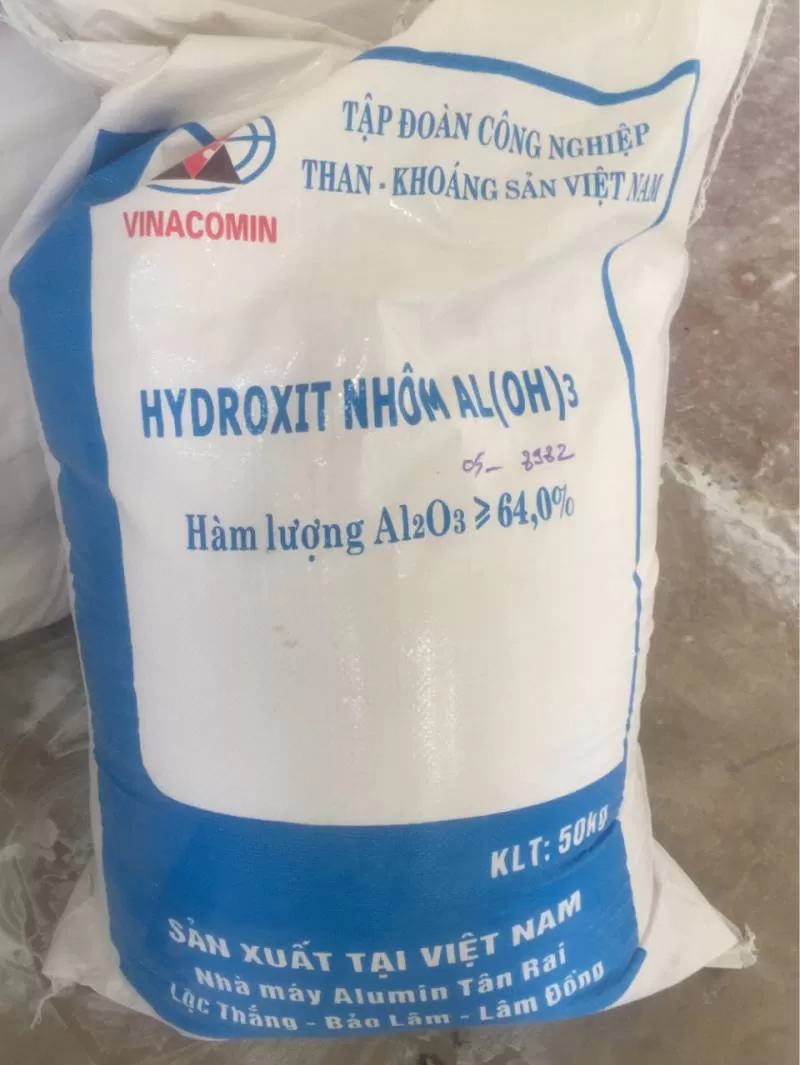 TẬP ĐOÀN CÔNG NGHIỆP
THAN - KHOÁNG SẢN VIỆT NAM
VINACOMIN
HYDROXIT NHÔM AL(OH)3
Hàm lượng Al2O3 ≥ 64,0%
KLT: 50kg
SẢN XUẤT TẠI VIỆT NAM
Nhà máy Alumin Tân Rai
Lộc Thắng - Bảo Lâm - Lâm Đồng